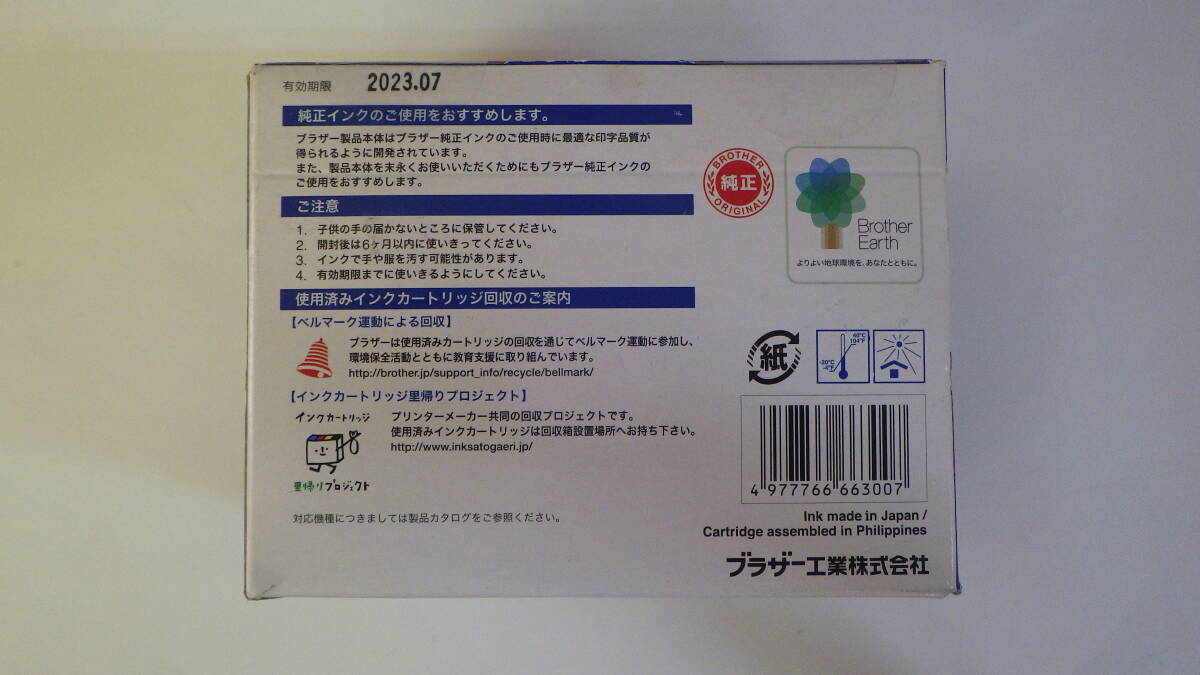 有効期限 2023.07
純正インクのご使用をおすすめします。
ブラザー製品本体はブラザー純正インクのご使用時に最適な印字品質が
得られるように開発されています。
また、製品本体を末永くお使いいただくためにもブラザー純正インクの
ご使用をおすすめします。
BROTHER
純正
ORIGINAL
Brother
Earth
よりよい地球環境を、あなたとともに。
ご注意
1. 子供の手の届かないところに保管してください。
2. 開封後は6ヶ月以内に使いきってください。
3. インクで手や服を汚す可能性があります。
4. 有効期限までに使いきるようにしてください。
使用済みインクカートリッジ回収のご案内
【ベルマーク運動による回収】
ブラザーは使用済みカートリッジの回収を通じてベルマーク運動に参加し、
環境保全活動とともに教育支援に取り組んでいます。
http://brother.jp/support_info/recycle/bellmark/
【インクカートリッジ里帰りプロジェクト】
インクカートリッジ
里帰りプロジェクト
プリンターメーカー共同の回収プロジェクトです。
使用済みインクカートリッジは回収箱設置場所へお持ち下さい。
http://www.inksatogaeri.jp/
対応機種につきましては製品カタログをご参照ください。
紙
40°C
104°F
-20°C
-4°F
4 977766 663007
Ink made in Japan /
Cartridge assembled in Philippines
ブラザー工業株式会社